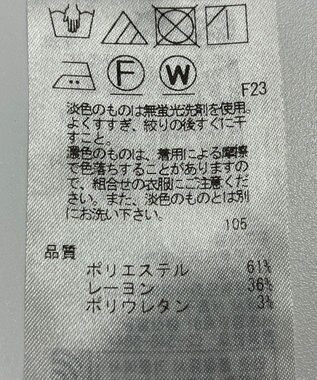 F
W
F23
淡色のものは無蛍光洗剤を使用。
よくすすぎ、絞りの後すぐに干
すこと。
濃色のものは、着用による摩擦
で色落ちすることがありますの
で、組合せの衣服にご注意くだ
さい。また、淡色のものとは別
にお洗い下さい。
105
品質
ポリエステル 61%
レーヨン 36%
ポリウレタン 3%